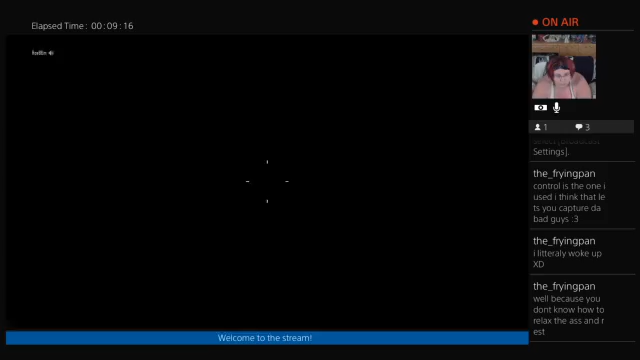 Elapsed Time : 00:09:16
ON AIR
1
3
Settings].
the_fryingpan
control is the one i
used i think that le
ts you capture da
bad guys :3
the_fryingpan
i litteraly woke up
XD
the_fryingpan
well because you
dont know how to
relax the ass and r
est
Welcome to the stream!